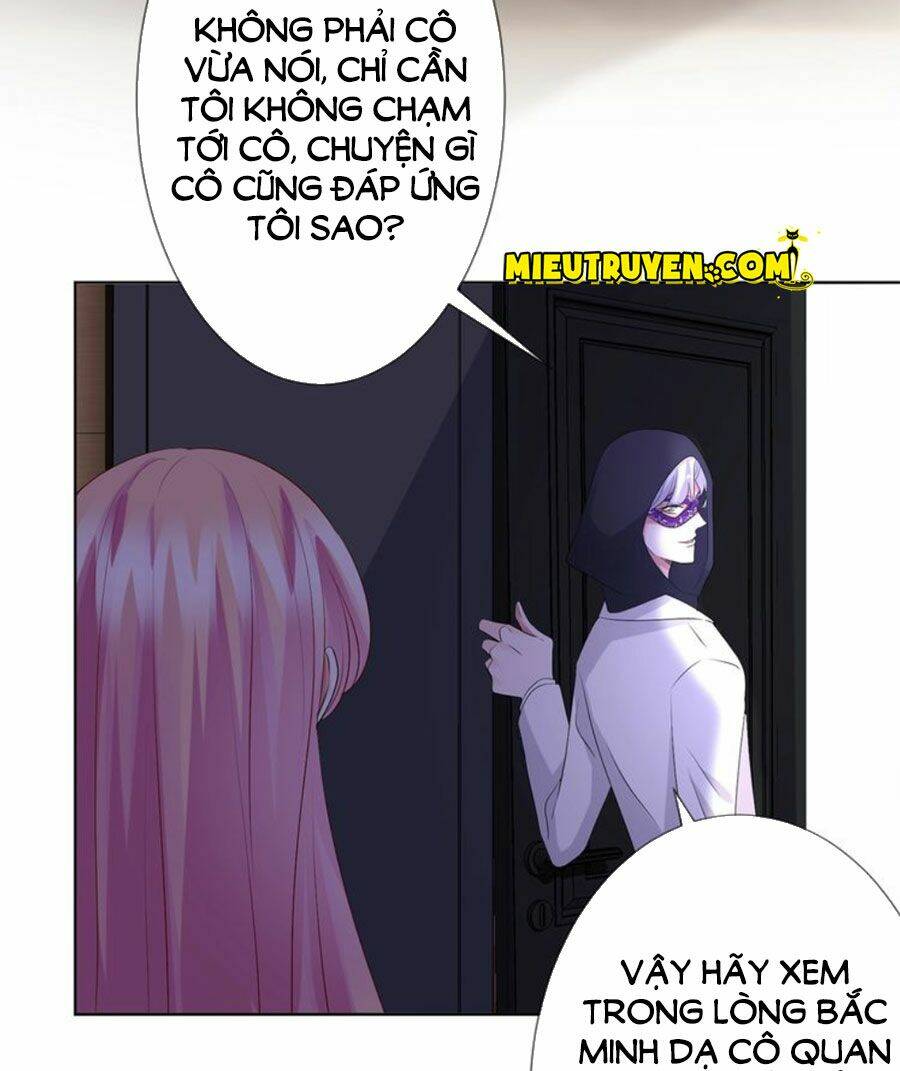 KHÔNG PHẢI CÔ
VỪA NÓI, CHỈ CẦN
TÔI KHÔNG CHẠM
TỚI CÔ, CHUYỆN GÌ
CÔ CŨNG ĐÁP ỨNG
TÔI SAO?
MIEUTRUYEN.COM
VẬY HÃY XEM
TRONG LÒNG BẮC
MINH DẠ CÔ QUAN